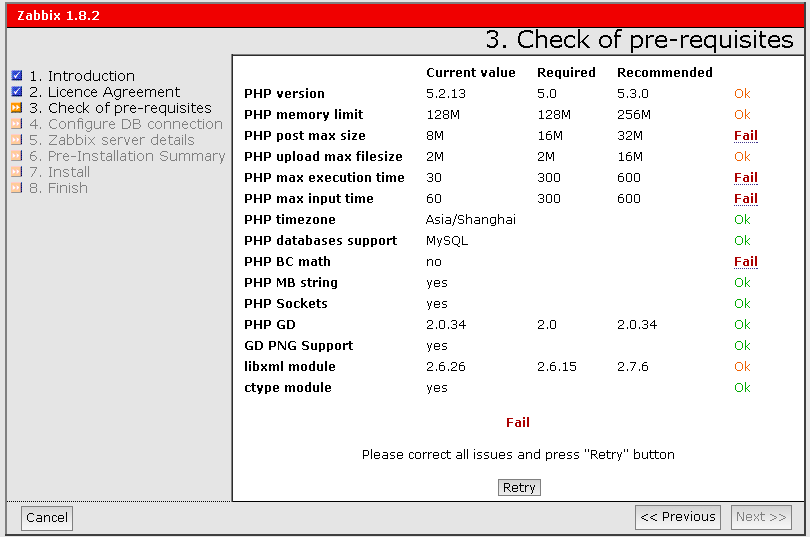 Zabbix 1.8.2
3. Check of pre-requisites
1. Introduction
2. Licence Agreement
3. Check of pre-requisites
4. Configure DB connection
5. Zabbix server details
6. Pre-Installation Summary
7. Install
8. Finish
Current value Required Recommended
PHP version 5.2.13 5.0 5.3.0 Ok
PHP memory limit 128M 128M 256M Ok
PHP post max size 8M 16M 32M Fail
PHP upload max filesize 2M 2M 16M Ok
PHP max execution time 30 300 600 Fail
PHP max input time 60 300 600 Fail
PHP timezone Asia/Shanghai Ok
PHP databases support MySQL Ok
PHP BC math no Fail
PHP MB string yes Ok
PHP Sockets yes Ok
PHP GD 2.0.34 2.0 2.0.34 Ok
GD PNG Support yes Ok
libxml module 2.6.26 2.6.15 2.7.6 Ok
ctype module yes Ok
Fail
Please correct all issues and press "Retry" button
Retry
Cancel << Previous Next >>